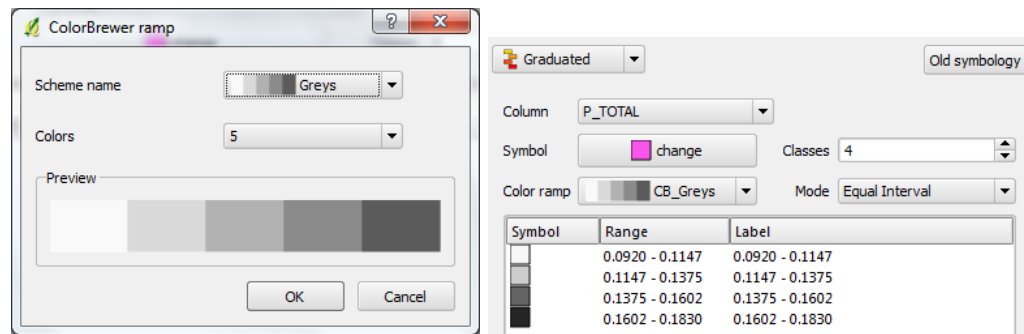 ColorBrewer ramp
?
X
Scheme name
Greys
Colors
5
Preview
OK
Cancel
Graduated
Old symbology
Column
P_TOTAL
Symbol
change
Classes
4
Color ramp
CB_Greys
Mode
Equal Interval
Symbol Range Label
0.0920 - 0.1147 0.0920 - 0.1147
0.1147 - 0.1375 0.1147 - 0.1375
0.1375 - 0.1602 0.1375 - 0.1602
0.1602 - 0.1830 0.1602 - 0.1830